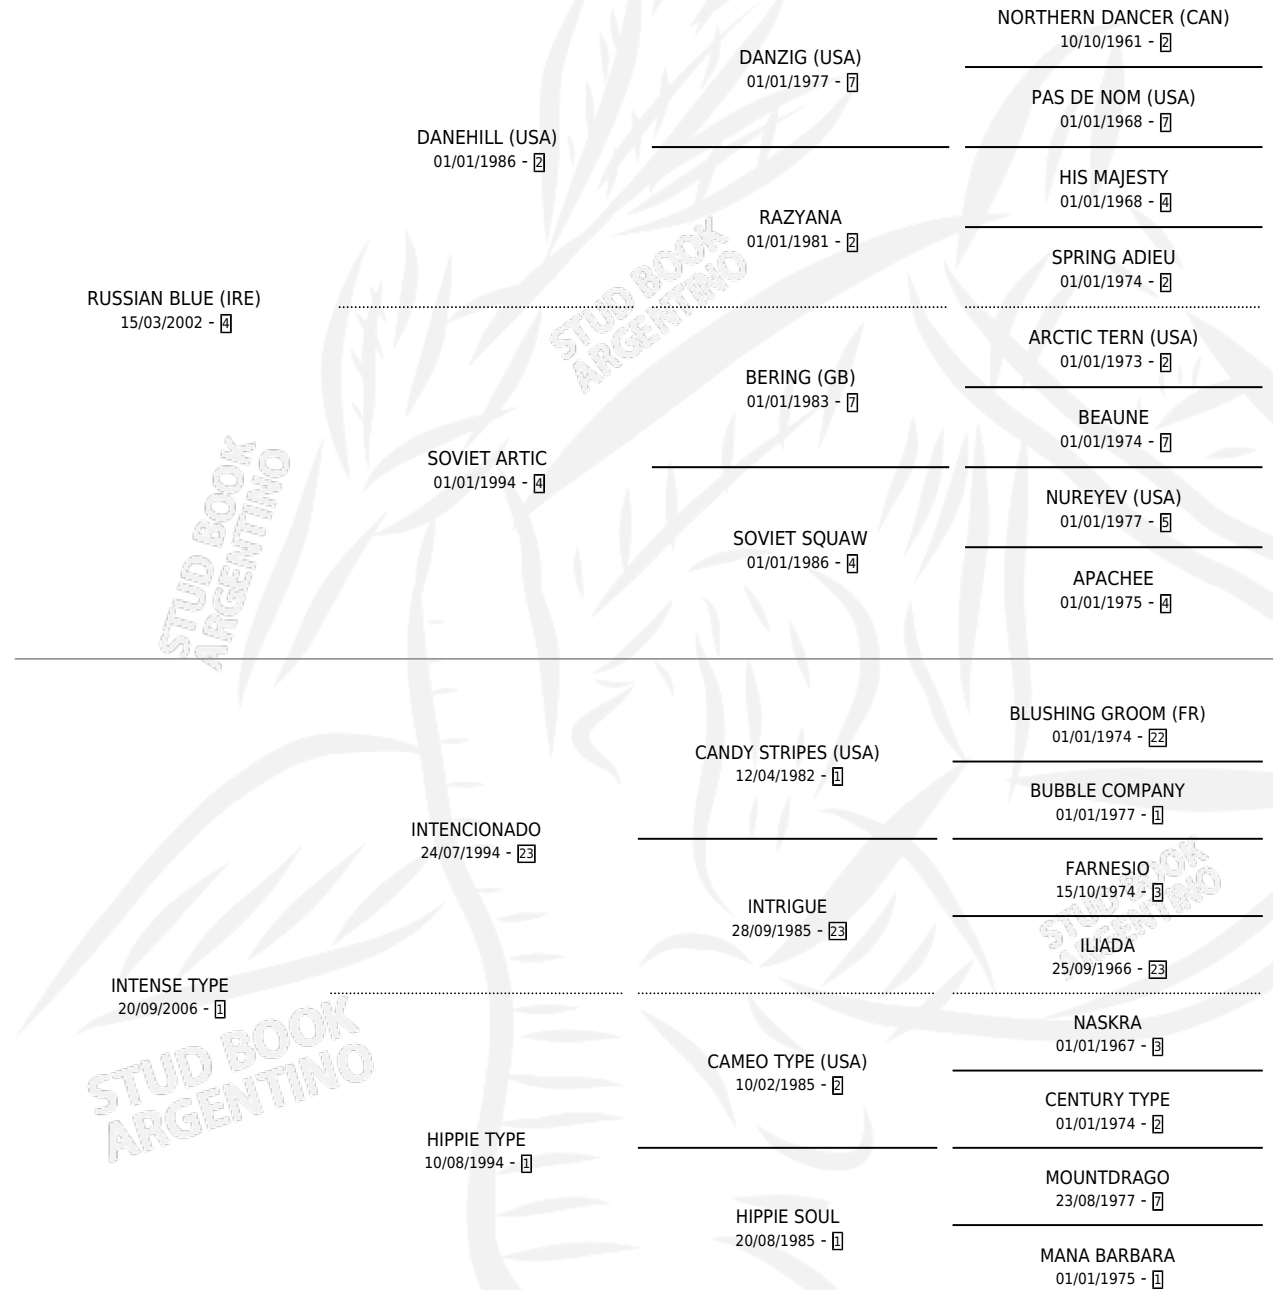 NORTHERN DANCER (CAN)
10/10/1961 - 2
DANZIG (USA)
01/01/1977 - 7
PAS DE NOM (USA)
01/01/1968 - 7
DANEHILL (USA)
01/01/1986 - 2
HIS MAJESTY
01/01/1968 - 4
RAZYANA
01/01/1981 - 2
SPRING ADIEU
01/01/1974 - 2
RUSSIAN BLUE (IRE)
15/03/2002 - 4
ARCTIC TERN (USA)
01/01/1973 - 2
BERING (GB)
01/01/1983 - 7
BEAUNE
01/01/1974 - 7
SOVIET ARTIC
01/01/1994 - 4
NUREYEV (USA)
01/01/1977 - 5
SOVIET SQUAW
01/01/1986 - 4
APACHEE
01/01/1975 - 4
BLUSHING GROOM (FR)
01/01/1974 - 22
CANDY STRIPES (USA)
12/04/1982 - 1
BUBBLE COMPANY
01/01/1977 - 1
INTENCIONADO
24/07/1994 - 23
FARNESIO
15/10/1974 - 3
INTRIGUE
28/09/1985 - 23
ILIADA
25/09/1966 - 23
INTENSE TYPE
20/09/2006 - 1
NASKRA
01/01/1967 - 3
CAMEO TYPE (USA)
10/02/1985 - 2
CENTURY TYPE
01/01/1974 - 2
HIPPIE TYPE
10/08/1994 - 1
MOUNTDRAGO
23/08/1977 - 7
HIPPIE SOUL
20/08/1985 - 1
MANA BARBARA
01/01/1975 - 1
STUD BOOK
ARGENTINO
STUD BOOK
ARGENTINO
STUD BOOK
ARGENTINO
STUD BOOK
ARGENTINO